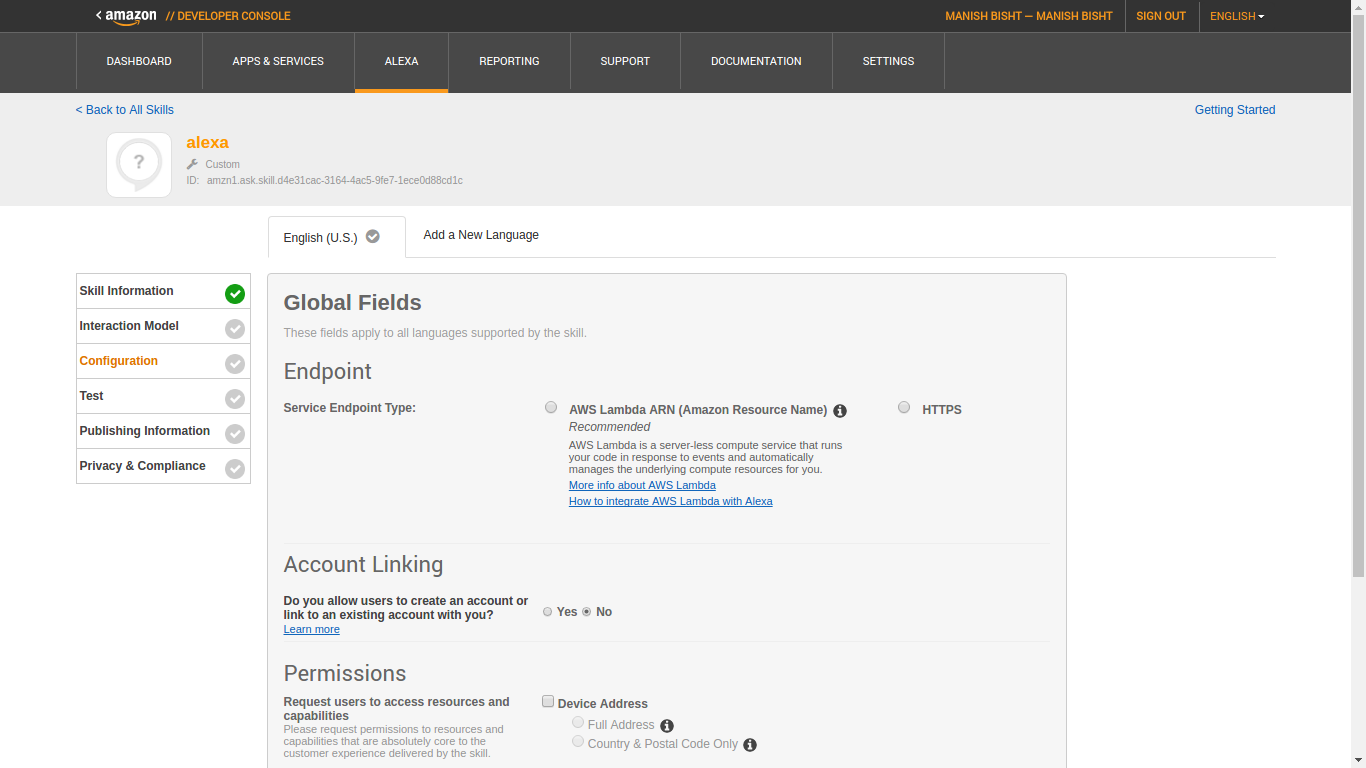 < amazon // DEVELOPER CONSOLE
MANISH BISHT — MANISH BISHT
SIGN OUT
ENGLISH
DASHBOARD
APPS & SERVICES
ALEXA
REPORTING
SUPPORT
DOCUMENTATION
SETTINGS
< Back to All Skills
Getting Started
?
alexa
Custom
ID: amzn1.ask.skill.d4e31cac-3164-4ac5-9fe7-1ece0d88cd1c
English (U.S.)
Add a New Language
Skill Information
Interaction Model
Configuration
Test
Publishing Information
Privacy & Compliance
Global Fields
These fields apply to all languages supported by the skill.
Endpoint
Service Endpoint Type:
AWS Lambda ARN (Amazon Resource Name)
Recommended
AWS Lambda is a server-less compute service that runs
your code in response to events and automatically
manages the underlying compute resources for you.
More info about AWS Lambda
How to integrate AWS Lambda with Alexa
HTTPS
Account Linking
Do you allow users to create an account or
link to an existing account with you?
Learn more
Yes
No
Permissions
Request users to access resources and
capabilities
Please request permissions to resources and
capabilities that are absolutely core to the
customer experience delivered by the skill.
Device Address
Full Address
Country & Postal Code Only